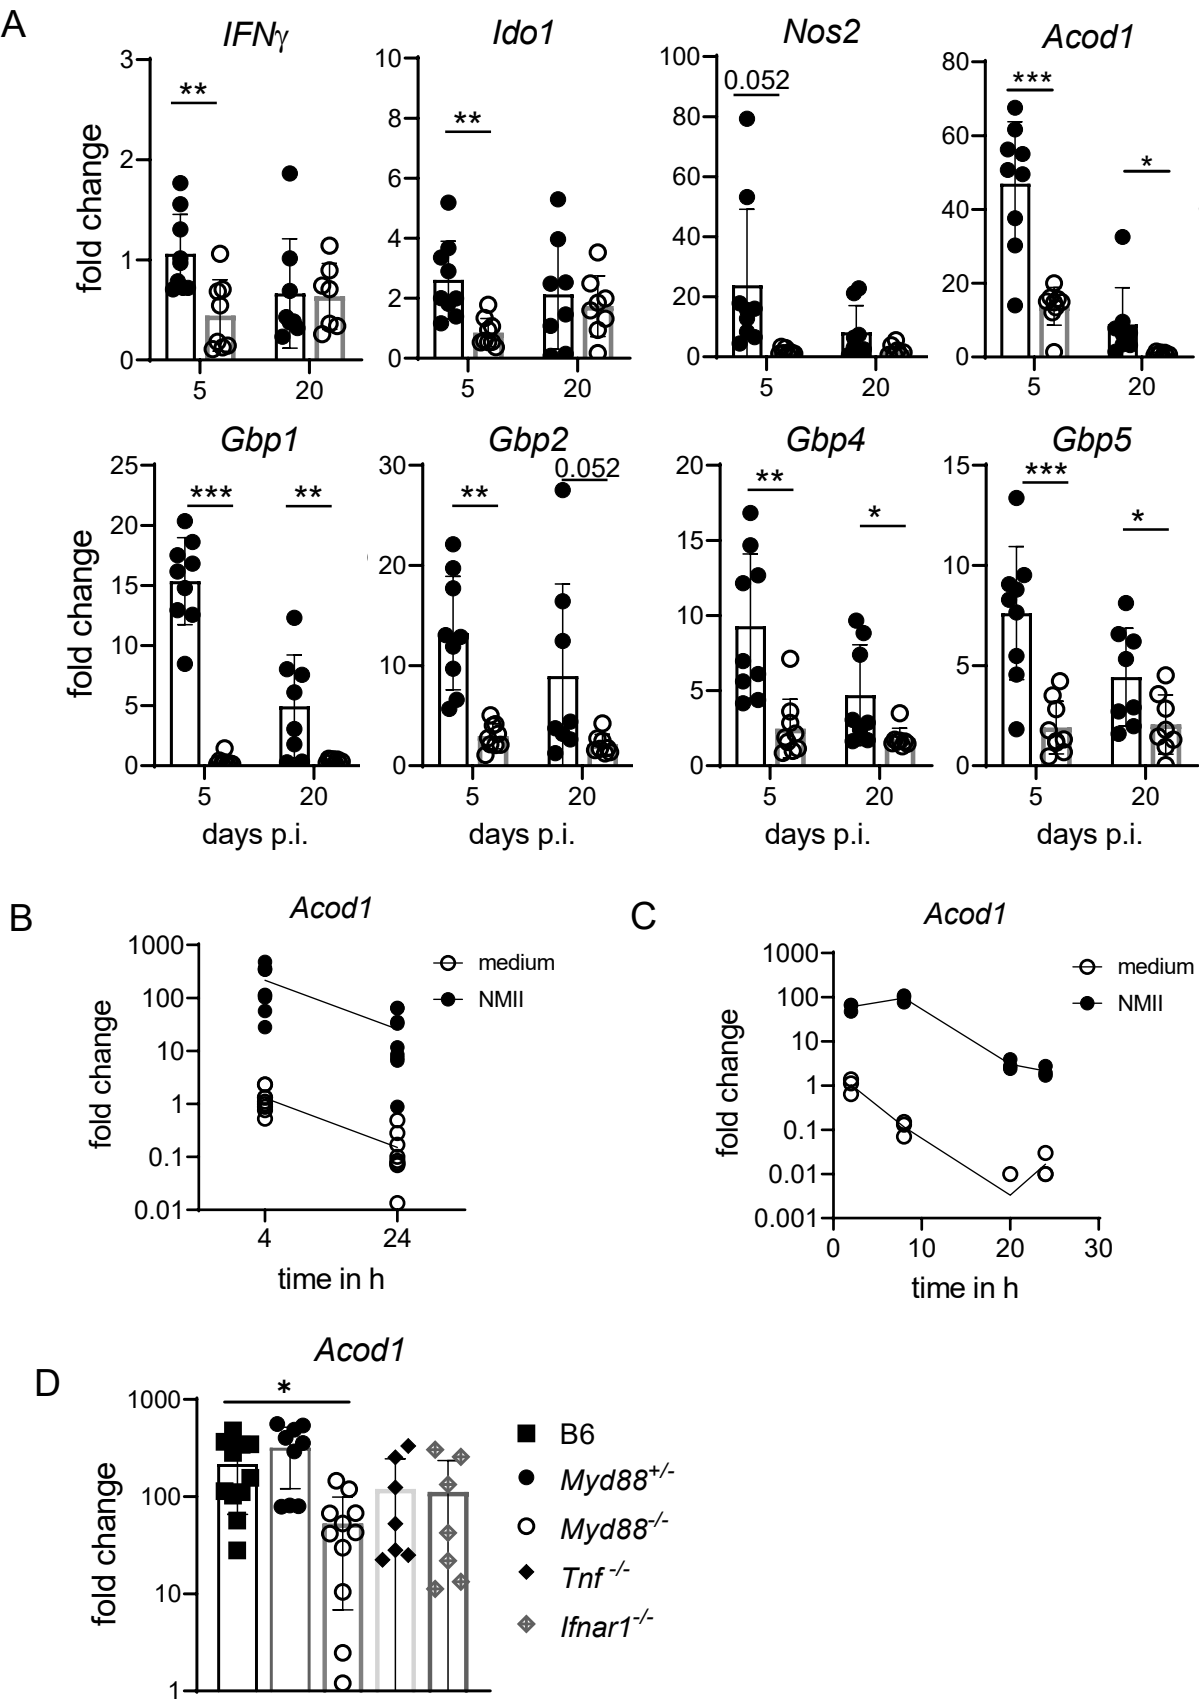 A
IFNγ
Ido1
Nos2
Acod1
fold change
3
2
1
0
**
5
20
10
8
6
4
2
0
**
5
20
100
80
60
40
20
0
0.052
5
20
80
60
40
20
0
***
*
5
20
Gbp1
Gbp2
Gbp4
Gbp5
fold change
25
20
15
10
5
0
***
**
5
20
days p.i.
30
20
10
0
**
0.052
5
20
days p.i.
20
15
10
5
0
**
*
5
20
days p.i.
15
10
5
0
***
*
5
20
days p.i.
B
Acod1
fold change
1000
100
10
1
0.1
0.01
4
24
time in h
medium
NMII
C
Acod1
fold change
1000
100
10
1
0.1
0.01
0.001
0
10
20
30
time in h
medium
NMII
D
Acod1
fold change
1000
100
10
1
*
B6
Myd88+/-
Myd88-/-
Tnf -/-
Ifnar1-/-